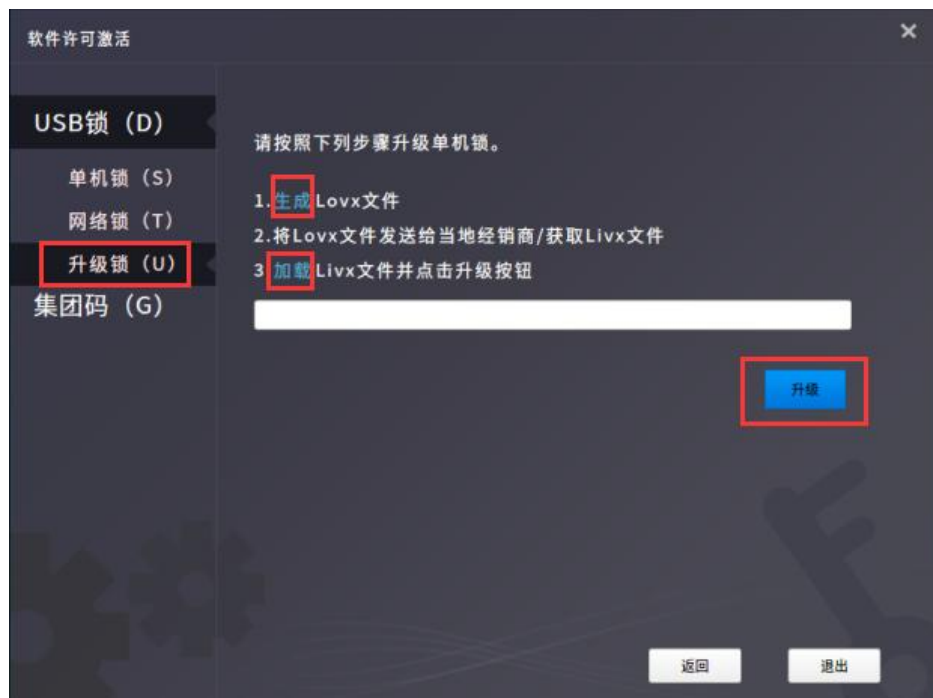 软件许可激活
USB锁（D）
单机锁（S）
网络锁（T）
升级锁（U）
集团码（G）
请按照下列步骤升级单机锁。
1.生成Lovx文件
2.将Lovx文件发送给当地经销商/获取Livx文件
3 加载Livx文件并点击升级按钮
升级
返回
退出